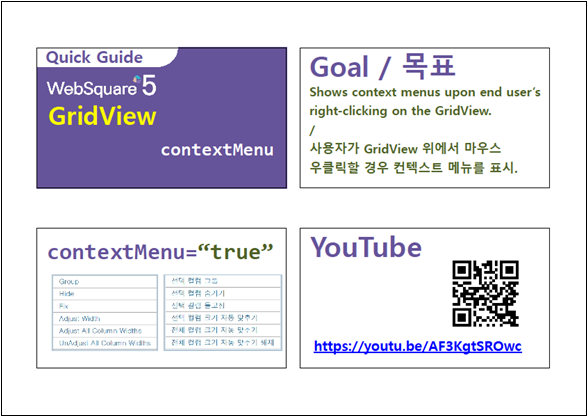 Quick Guide
WebSquare 5
GridView
contextMenu
Goal / 목표
Shows context menus upon end user's
right-clicking on the GridView.
/
사용자가 GridView 위에서 마우스
우클릭할 경우 컨텍스트 메뉴를 표시.
contextMenu=“true”
Group 선택 컬럼 그룹
Hide 선택 컬럼 숨기기
Fix 선택 컬럼 틀고정
Adjust Width 선택 컬럼 크기 자동 맞추기
Adjust All Column Widths 전체 컬럼 크기 자동 맞추기
UnAdjust All Column Widths 전체 컬럼 크기 자동 맞추기 해제
YouTube
https://youtu.be/AF3KgtSROwc